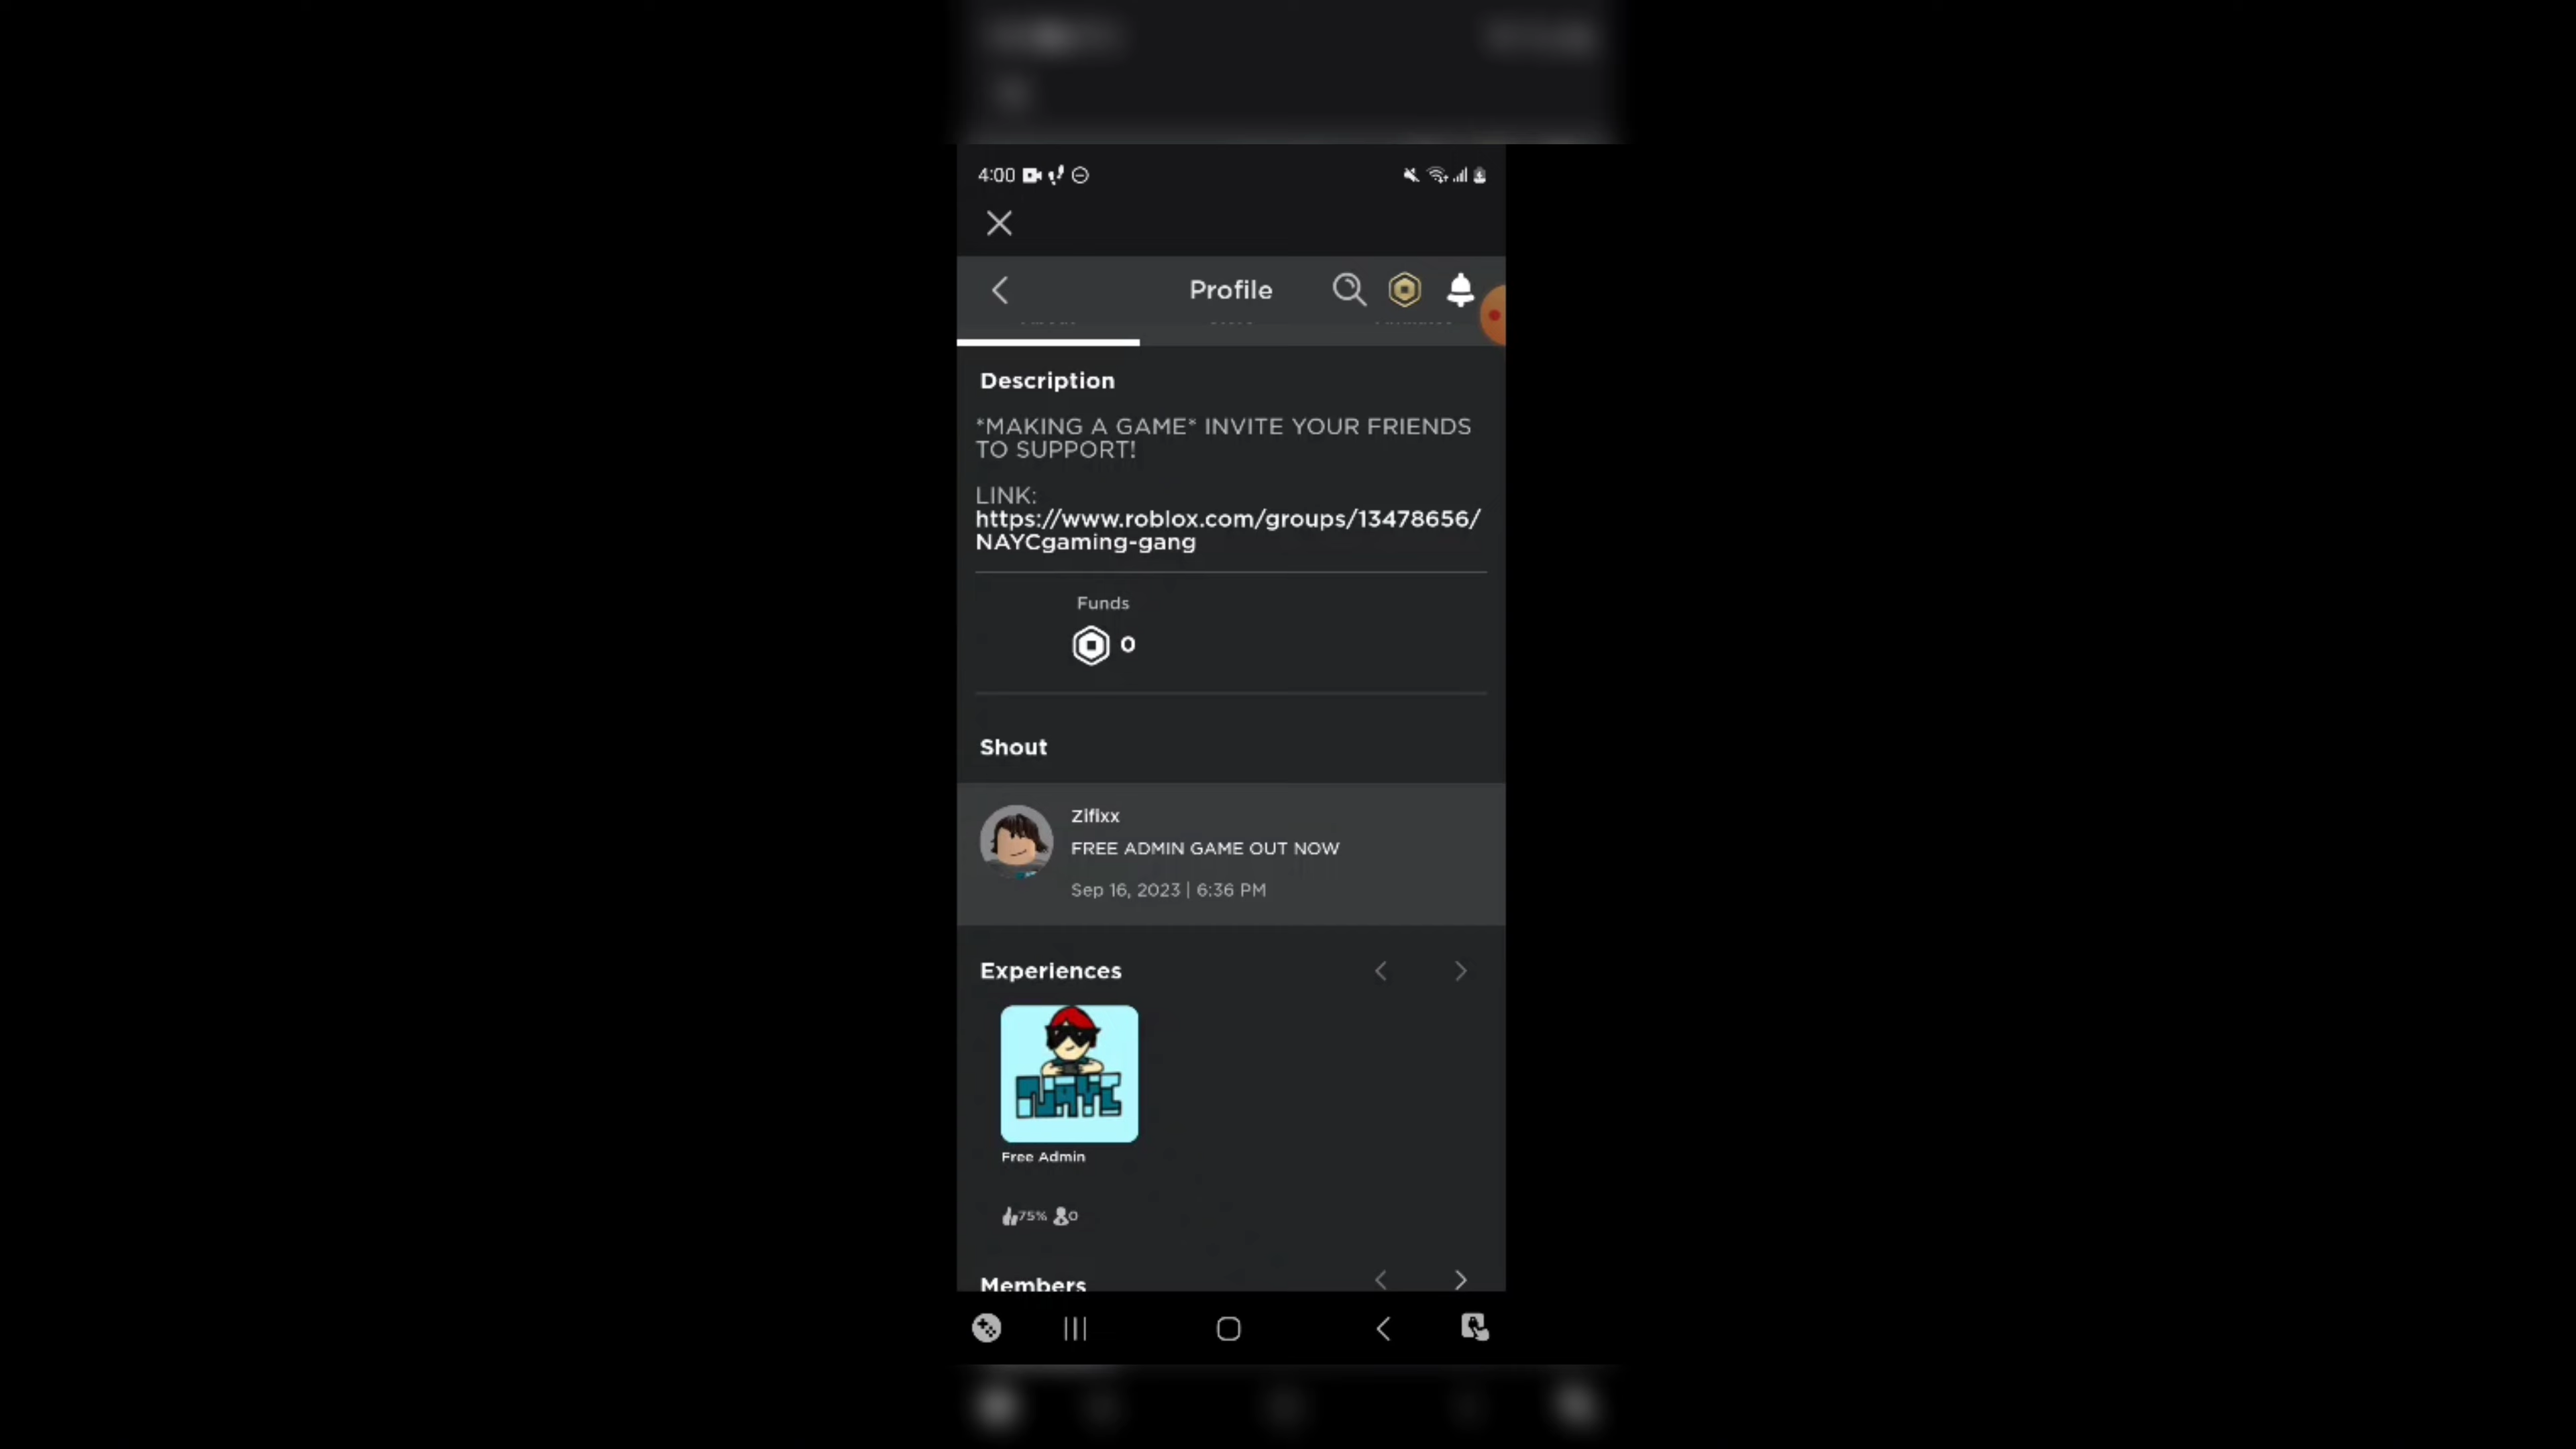 4:00
Profile
Description
*MAKING A GAME* INVITE YOUR FRIENDS
TO SUPPORT!
LINK:
https://www.roblox.com/groups/13478656/
NAYCgaming-gang
Funds
0
Shout
Zifixx
FREE ADMIN GAME OUT NOW
Sep 16, 2023 | 6:36 PM
Experiences
NAYC
Free Admin
75% 0
Members